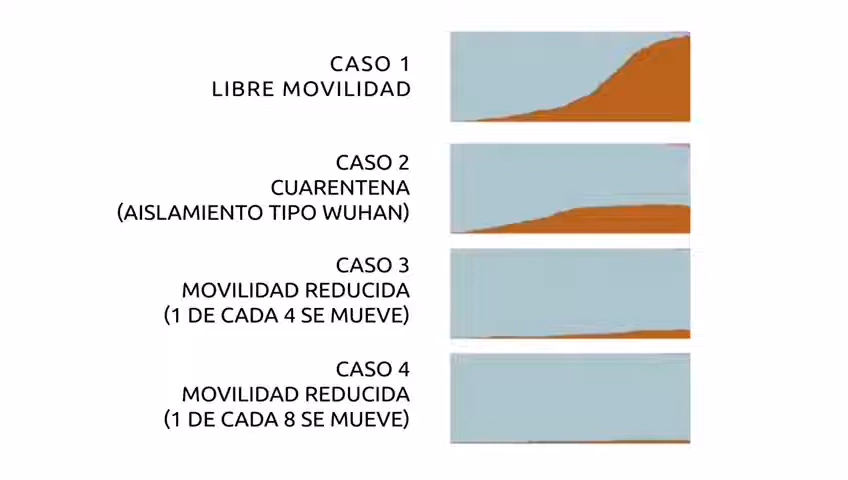 CASO 1
LIBRE MOVILIDAD
CASO 2
CUARENTENA
(AISLAMIENTO TIPO WUHAN)
CASO 3
MOVILIDAD REDUCIDA
(1 DE CADA 4 SE MUEVE)
CASO 4
MOVILIDAD REDUCIDA
(1 DE CADA 8 SE MUEVE)